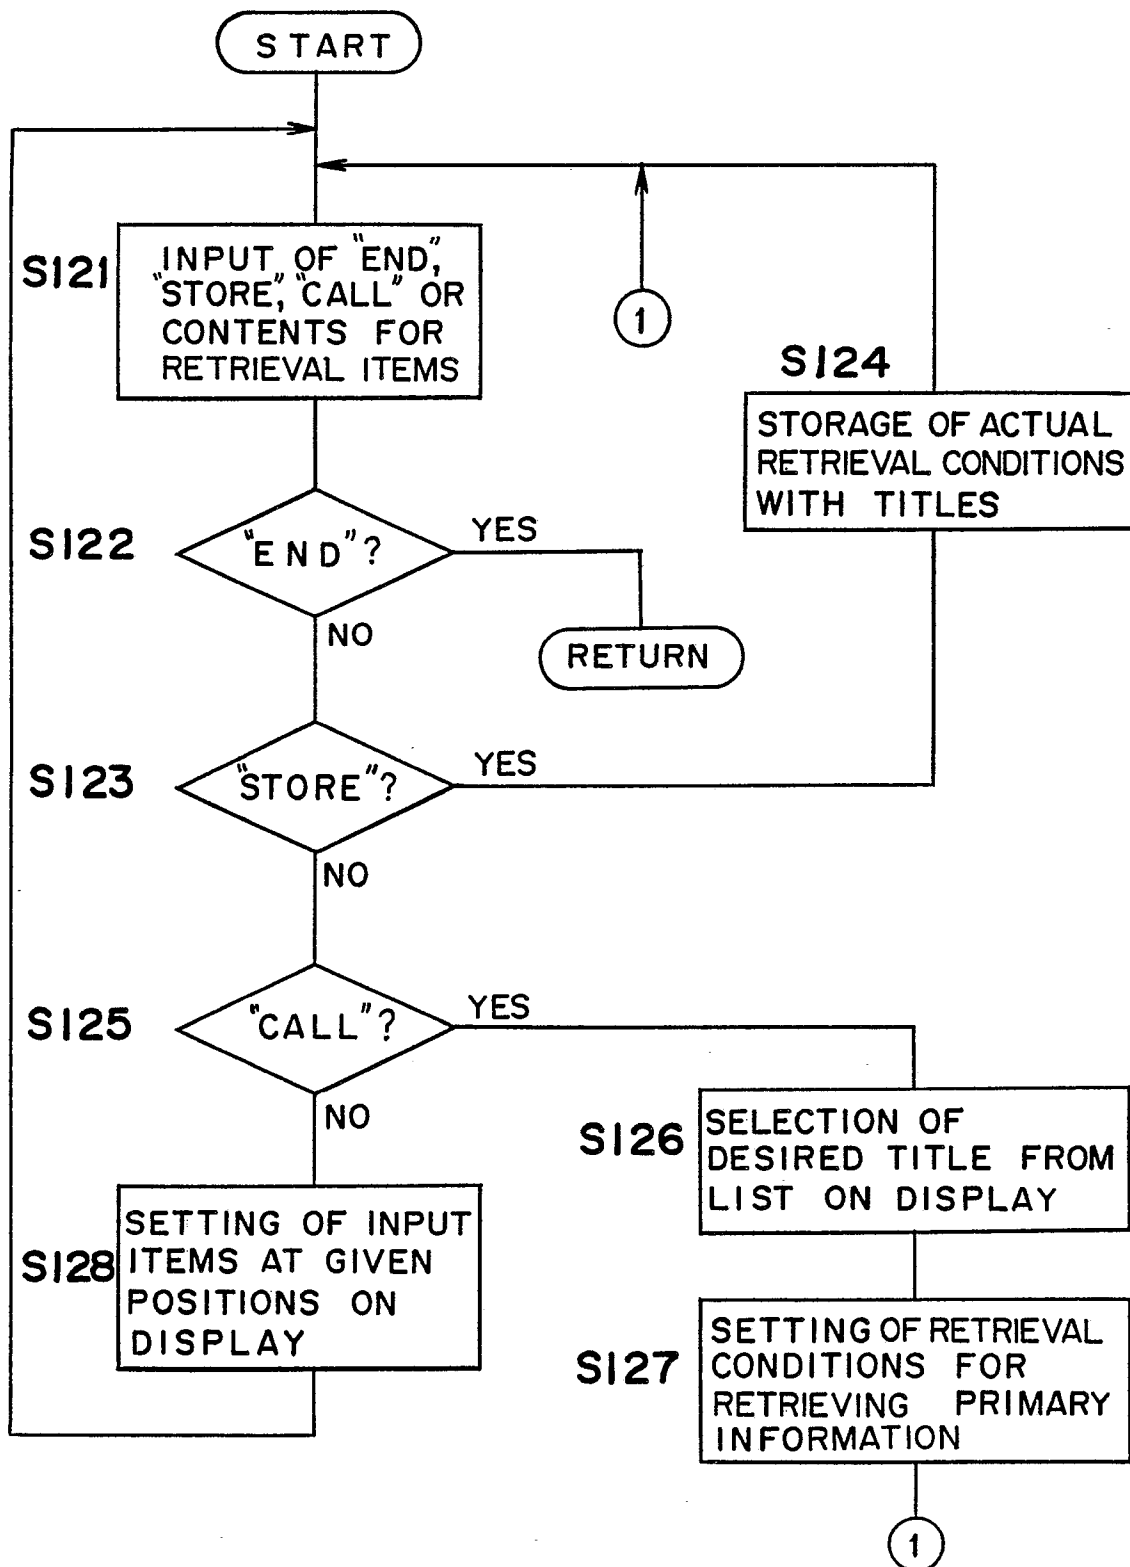 START
S121
INPUT OF "END",
"STORE", "CALL" OR
CONTENTS FOR
RETRIEVAL ITEMS
1
S124
STORAGE OF ACTUAL
RETRIEVAL CONDITIONS
WITH TITLES
S122
"END"?
YES
NO
RETURN
S123
"STORE"?
YES
NO
S125
"CALL"?
YES
NO
S126
SELECTION OF
DESIRED TITLE FROM
LIST ON DISPLAY
S128
SETTING OF INPUT
ITEMS AT GIVEN
POSITIONS ON
DISPLAY
S127
SETTING OF RETRIEVAL
CONDITIONS FOR
RETRIEVING PRIMARY
INFORMATION
1